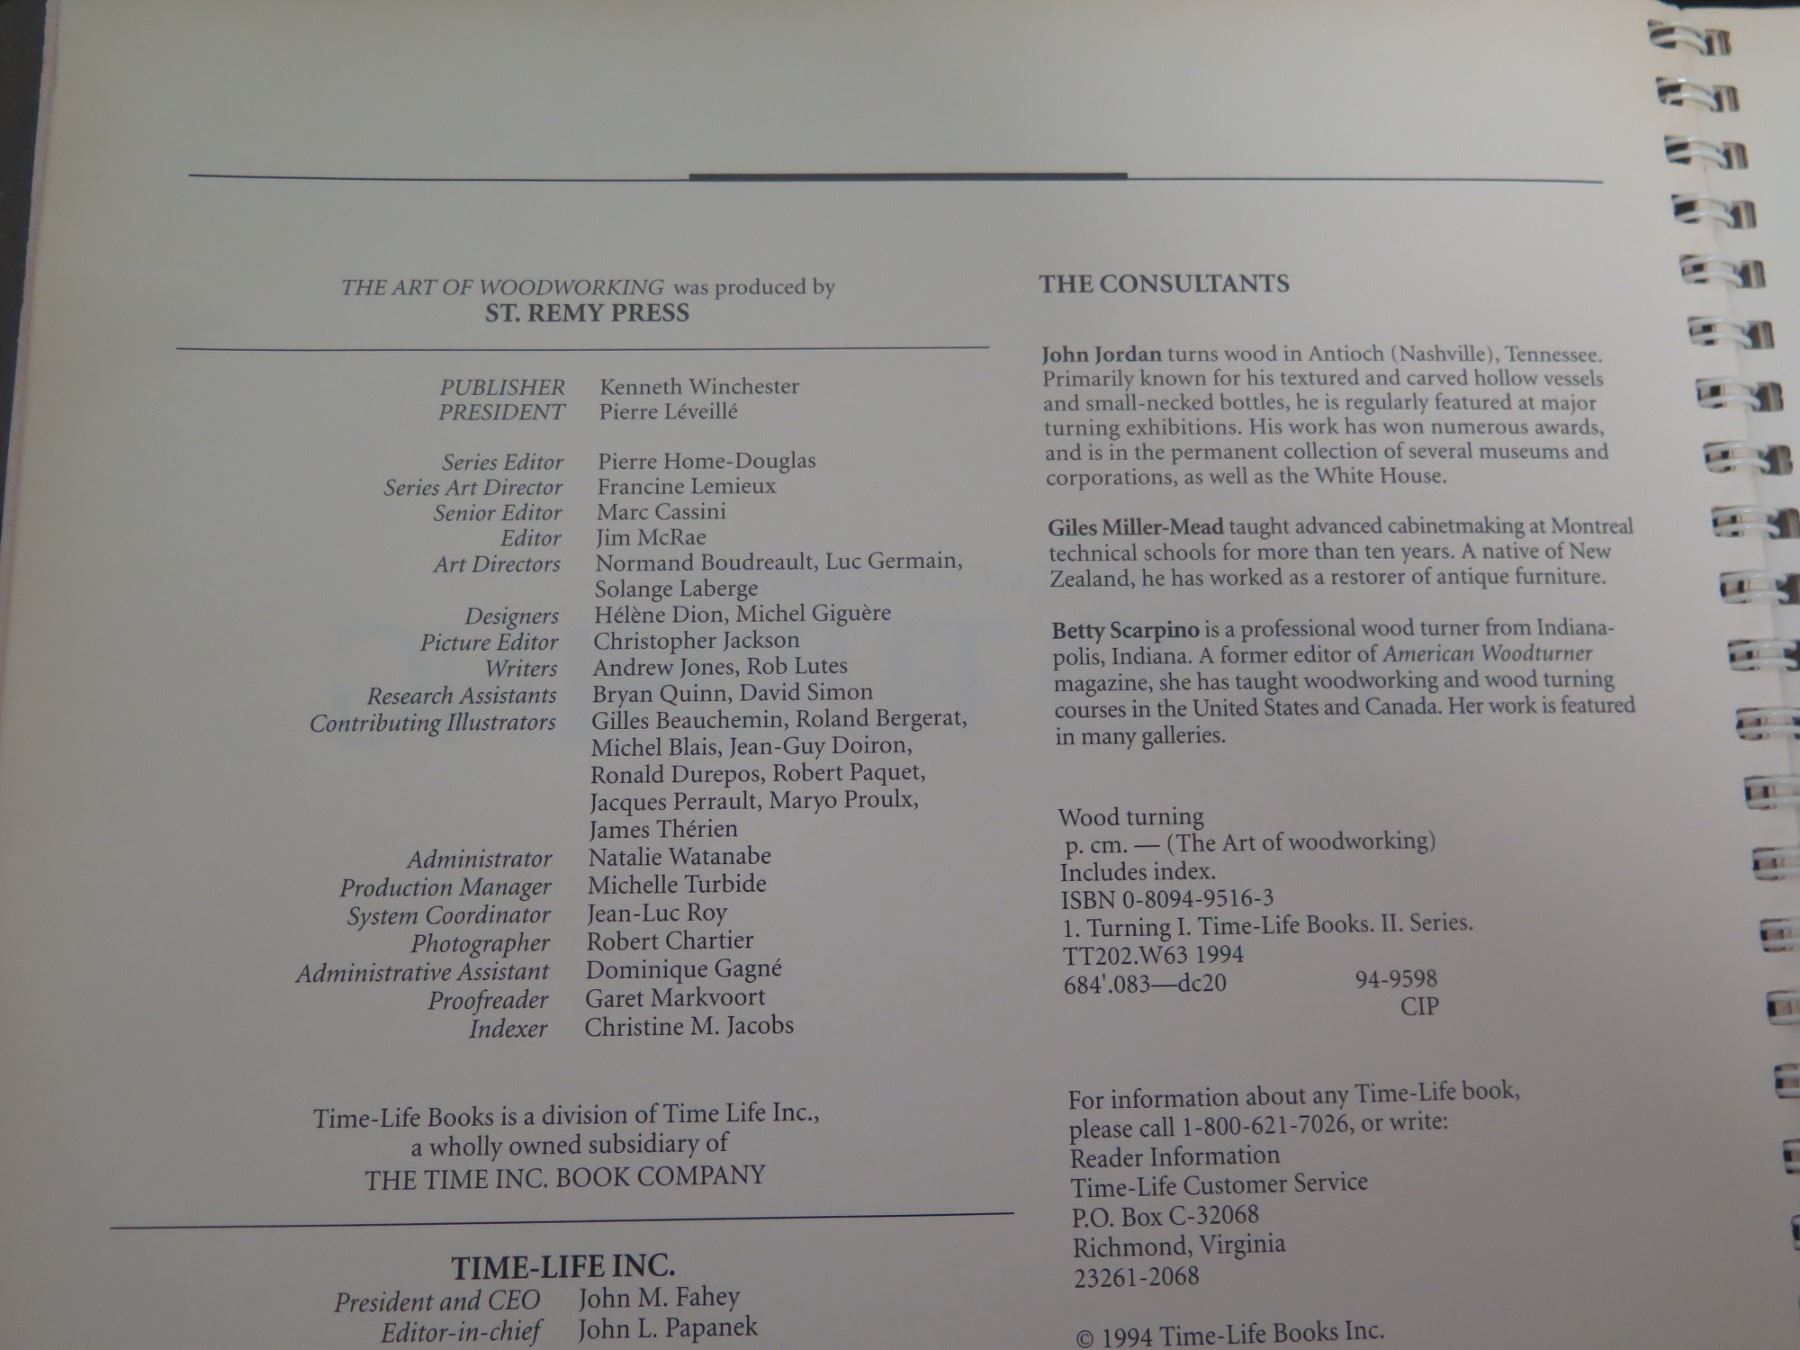 THE ART OF WOODWORKING was produced by
ST. REMY PRESS
PUBLISHER Kenneth Winchester
PRESIDENT Pierre Léveillé
Series Editor Pierre Home-Douglas
Series Art Director Francine Lemieux
Senior Editor Marc Cassini
Editor Jim McRae
Art Directors Normand Boudreault, Luc Germain,
Solange Laberge
Designers Hélène Dion, Michel Giguère
Picture Editor Christopher Jackson
Writers Andrew Jones, Rob Lutes
Research Assistants Bryan Quinn, David Simon
Contributing Illustrators Gilles Beauchemin, Roland Bergerat,
Michel Blais, Jean-Guy Doiron,
Ronald Durepos, Robert Paquet,
Jacques Perrault, Maryo Proulx,
James Thérien
Administrator Natalie Watanabe
Production Manager Michelle Turbide
System Coordinator Jean-Luc Roy
Photographer Robert Chartier
Administrative Assistant Dominique Gagné
Proofreader Garet Markvoort
Indexer Christine M. Jacobs
Time-Life Books is a division of Time Life Inc.,
a wholly owned subsidiary of
THE TIME INC. BOOK COMPANY
TIME-LIFE INC.
President and CEO John M. Fahey
Editor-in-chief John L. Papanek
THE CONSULTANTS
John Jordan turns wood in Antioch (Nashville), Tennessee.
Primarily known for his textured and carved hollow vessels
and small-necked bottles, he is regularly featured at major
turning exhibitions. His work has won numerous awards,
and is in the permanent collection of several museums and
corporations, as well as the White House.
Giles Miller-Mead taught advanced cabinetmaking at Montreal
technical schools for more than ten years. A native of New
Zealand, he has worked as a restorer of antique furniture.
Betty Scarpino is a professional wood turner from Indiana-
polis, Indiana. A former editor of American Woodturner
magazine, she has taught woodworking and wood turning
courses in the United States and Canada. Her work is featured
in many galleries.
Wood turning
p. cm. — (The Art of woodworking)
Includes index.
ISBN 0-8094-9516-3
1. Turning I. Time-Life Books. II. Series.
TT202.W63 1994
684'.083—dc20 94-9598
CIP
For information about any Time-Life book,
please call 1-800-621-7026, or write:
Reader Information
Time-Life Customer Service
P.O. Box C-32068
Richmond, Virginia
23261-2068
© 1994 Time-Life Books Inc.